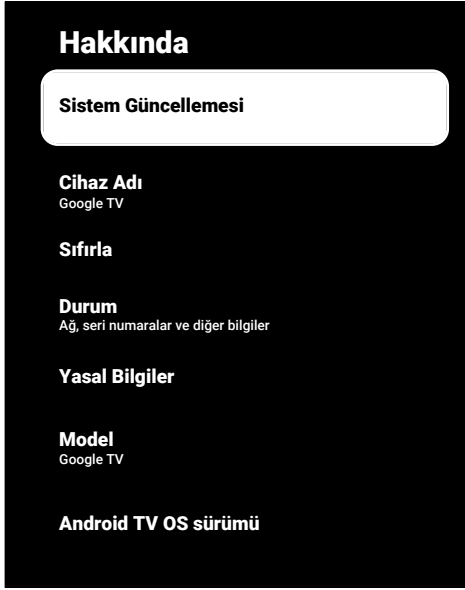 Hakkında
Sistem Güncellemesi
Cihaz Adı
Google TV
Sıfırla
Durum
Ağ, seri numaralar ve diğer bilgiler
Yasal Bilgiler
Model
Google TV
Android TV OS sürümü